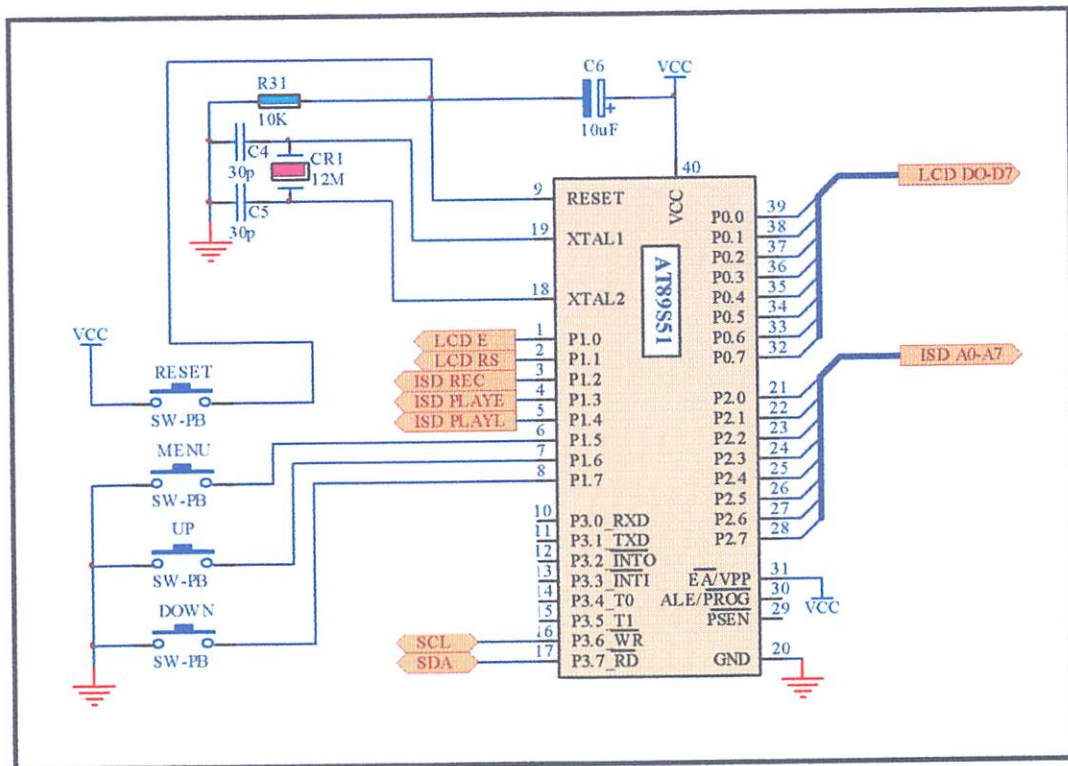 C6
VCC
R31
10K
10uF
C4
30p
CR1
12M
C5
30p
40
VCC
AT89S51
9 RESET
19 XTAL1
18 XTAL2
LCD E 1 P1.0
LCD RS 2 P1.1
ISD REC 3 P1.2
ISD PLAYE 4 P1.3
ISD PLAYL 5 P1.4
6 P1.5
7 P1.6
8 P1.7
10 P3.0_RXD
11 P3.1_TXD
12 P3.2_INTO
13 P3.3_INTI
14 P3.4_T0
15 P3.5_T1
SCL 16 P3.6_WR
SDA 17 P3.7_RD
LCD DO-D7
P0.0 39
P0.1 38
P0.2 37
P0.3 36
P0.4 35
P0.5 34
P0.6 33
P0.7 32
ISD A0-A7
P2.0 21
P2.1 22
P2.2 23
P2.3 24
P2.4 25
P2.5 26
P2.6 27
P2.7 28
EA/VPP 31
ALE/PROG 30
PSEN 29
VCC
GND 20
VCC
RESET
SW-PB
MENU
SW-PB
UP
SW-PB
DOWN
SW-PB